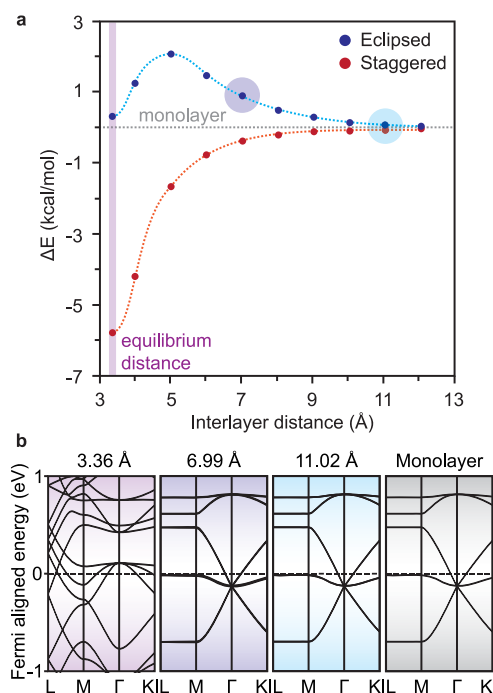 a
3
1
-1
-3
-5
-7
ΔE (kcal/mol)
Eclipsed
Staggered
monolayer
equilibrium
distance
3 5 7 9 11 13
Interlayer distance (Å)
b
3.36 Å 6.99 Å 11.02 Å Monolayer
1
0
-1
Fermi aligned energy (eV)
L M Γ K|L M Γ K|L M Γ K|L M Γ K